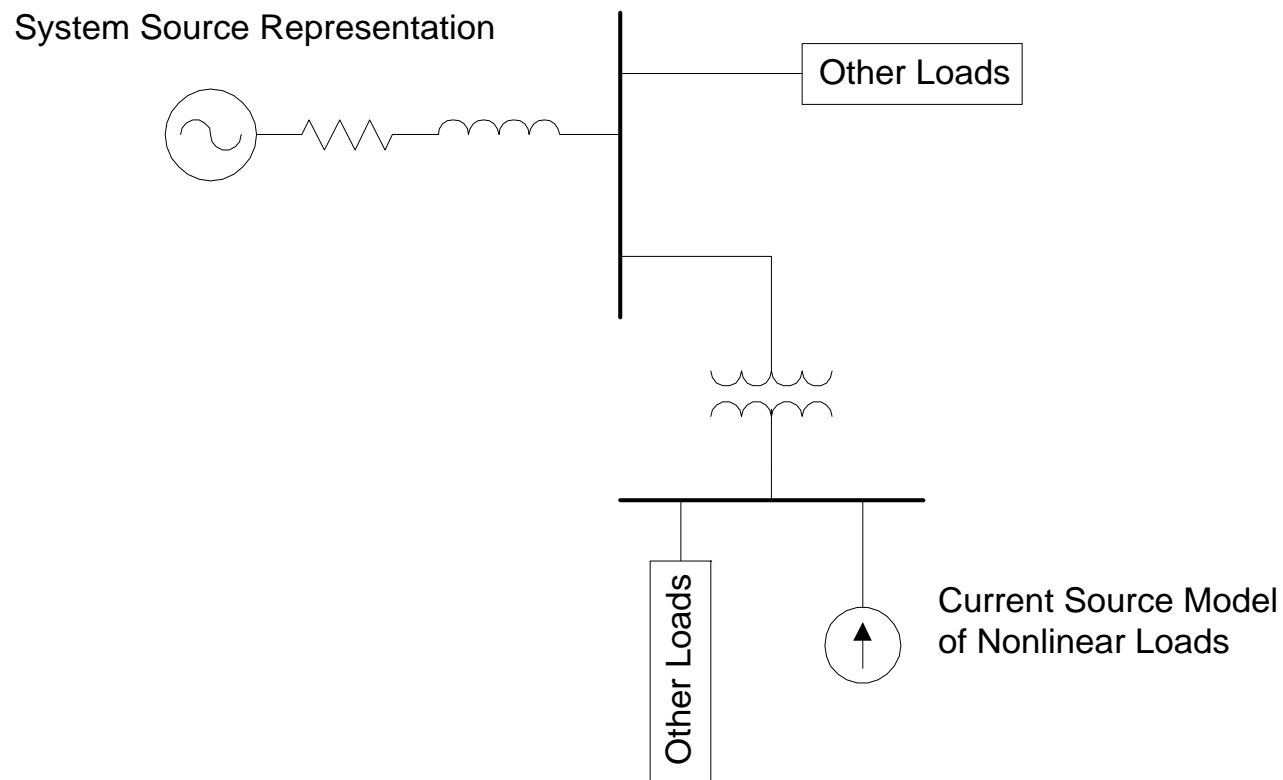 System Source Representation
Other Loads
Other Loads
Current Source Model
of Nonlinear Loads